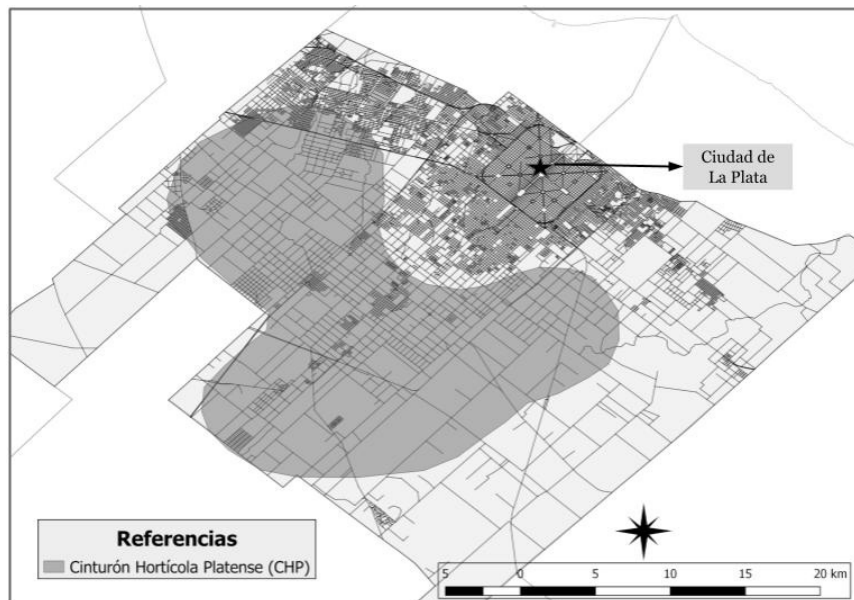 Ciudad de
La Plata
Referencias
Cinturón Hortícola Platense (CHP)
5 0 5 10 15 20 km